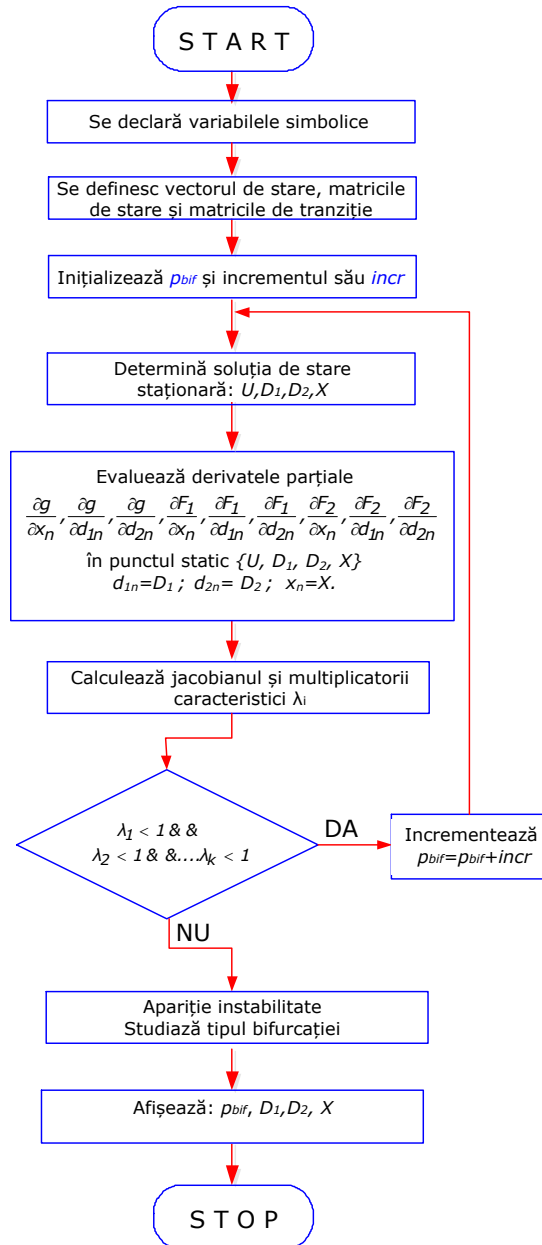 S T A R T
Se declară variabilele simbolice
Se definesc vectorul de stare, matricile
de stare și matricile de tranziție
Inițializează pbif și incrementul său incr
Determină soluția de stare
staționară: U,D1,D2,X
Evaluează derivatele parțiale
∂g/∂xn, ∂g/∂d1n, ∂g/∂d2n, ∂F1/∂xn, ∂F1/∂d1n, ∂F1/∂d2n, ∂F2/∂xn, ∂F2/∂d1n, ∂F2/∂d2n
în punctul static {U, D1, D2, X}
d1n=D1 ; d2n= D2 ; xn=X.
Calculează jacobianul și multiplicatorii
caracteristici λi
λ1 < 1 & &
λ2 < 1 & &....λk < 1
DA
Incrementează
pbif=pbif+incr
NU
Apariție instabilitate
Studiază tipul bifurcației
Afișează: pbif, D1,D2, X
S T O P